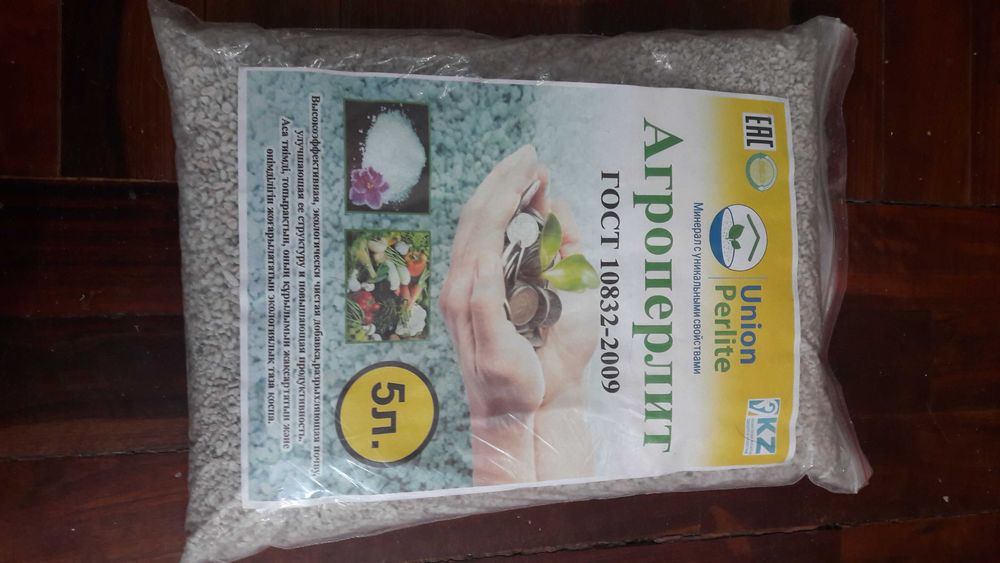 EAC
Union
Perlite
KZ
Минерал с уникальными свойствами
Агроперлит
ГОСТ 10832-2009
5л.
Высокоэффективная, экологически чистая добавка,разрыхляющая почву,
улучшающая ее структуру и повышающая продуктивность.
Аса тиімді, топырақтың, оның құрылымын жақсартатын және
өнімділігін жоғарылататын экологиялық таза қоспа.